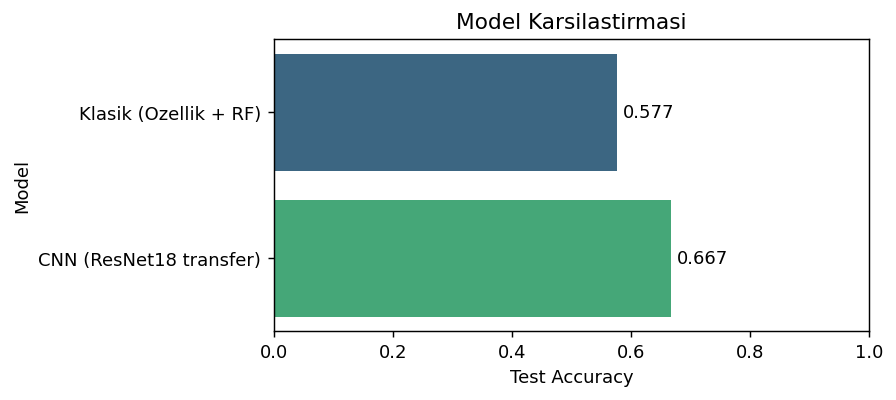 Model Karsilastirmasi
Klasik (Ozellik + RF)
0.577
Model
CNN (ResNet18 transfer)
0.667
0.0 0.2 0.4 0.6 0.8 1.0
Test Accuracy